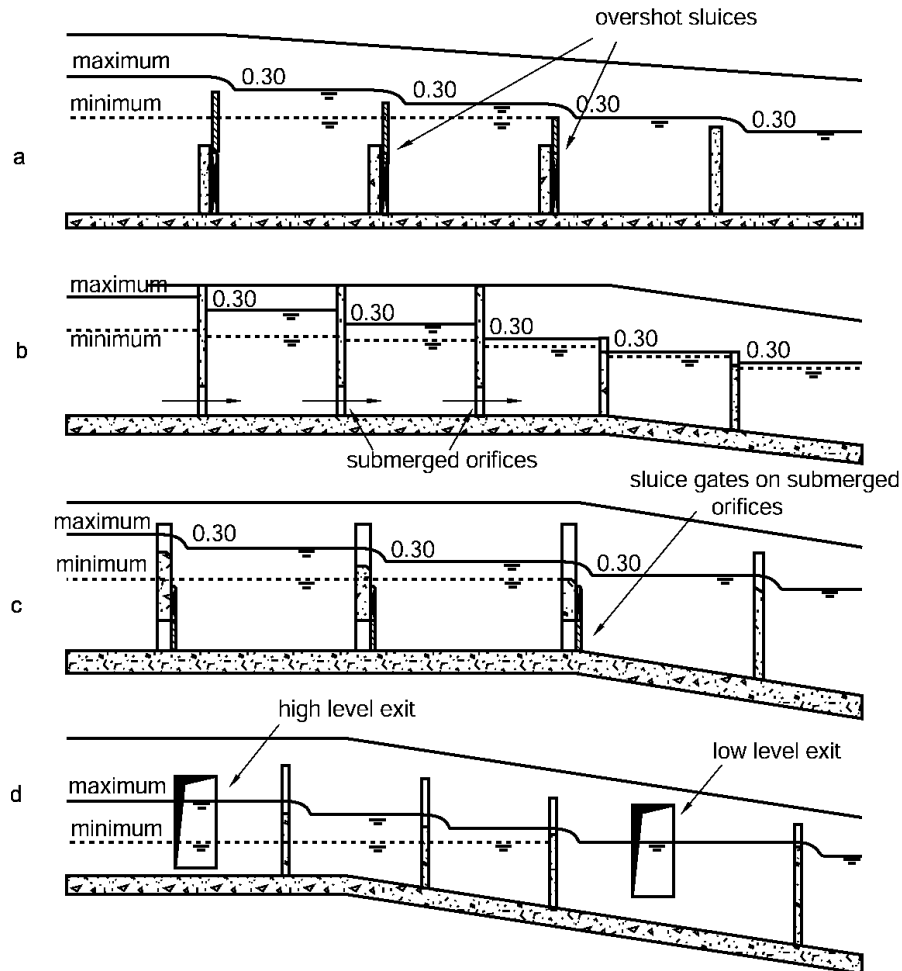 overshot sluices
maximum
0.30
0.30
minimum
0.30
0.30
a
maximum
0.30
0.30
0.30
minimum
0.30
0.30
b
submerged orifices
sluice gates on submerged
orifices
maximum
0.30
0.30
0.30
minimum
c
high level exit
low level exit
maximum
d
minimum